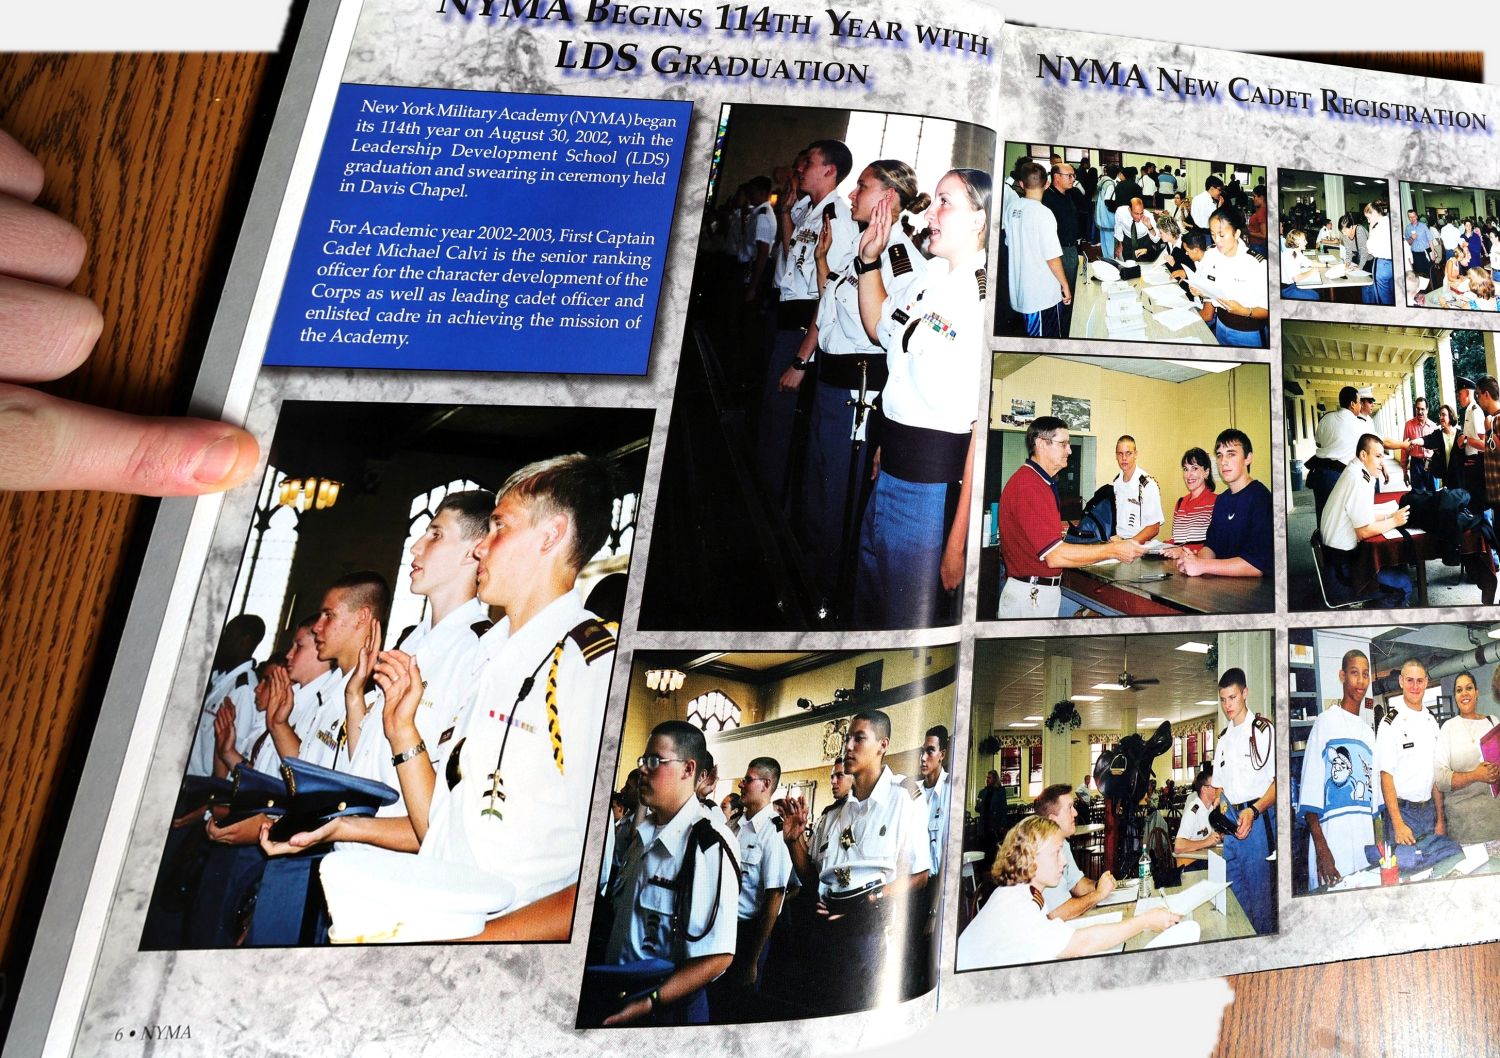 NYMA BEGINS 114TH YEAR WITH
LDS GRADUATION
New York Military Academy (NYMA) began
its 114th year on August 30, 2002, wih the
Leadership Development School (LDS)
graduation and swearing in ceremony held
in Davis Chapel.
For Academic year 2002-2003, First Captain
Cadet Michael Calvi is the senior ranking
officer for the character development of the
Corps as well as leading cadet officer and
enlisted cadre in achieving the mission of
the Academy.
6 • NYMA
NYMA NEW CADET REGISTRATION